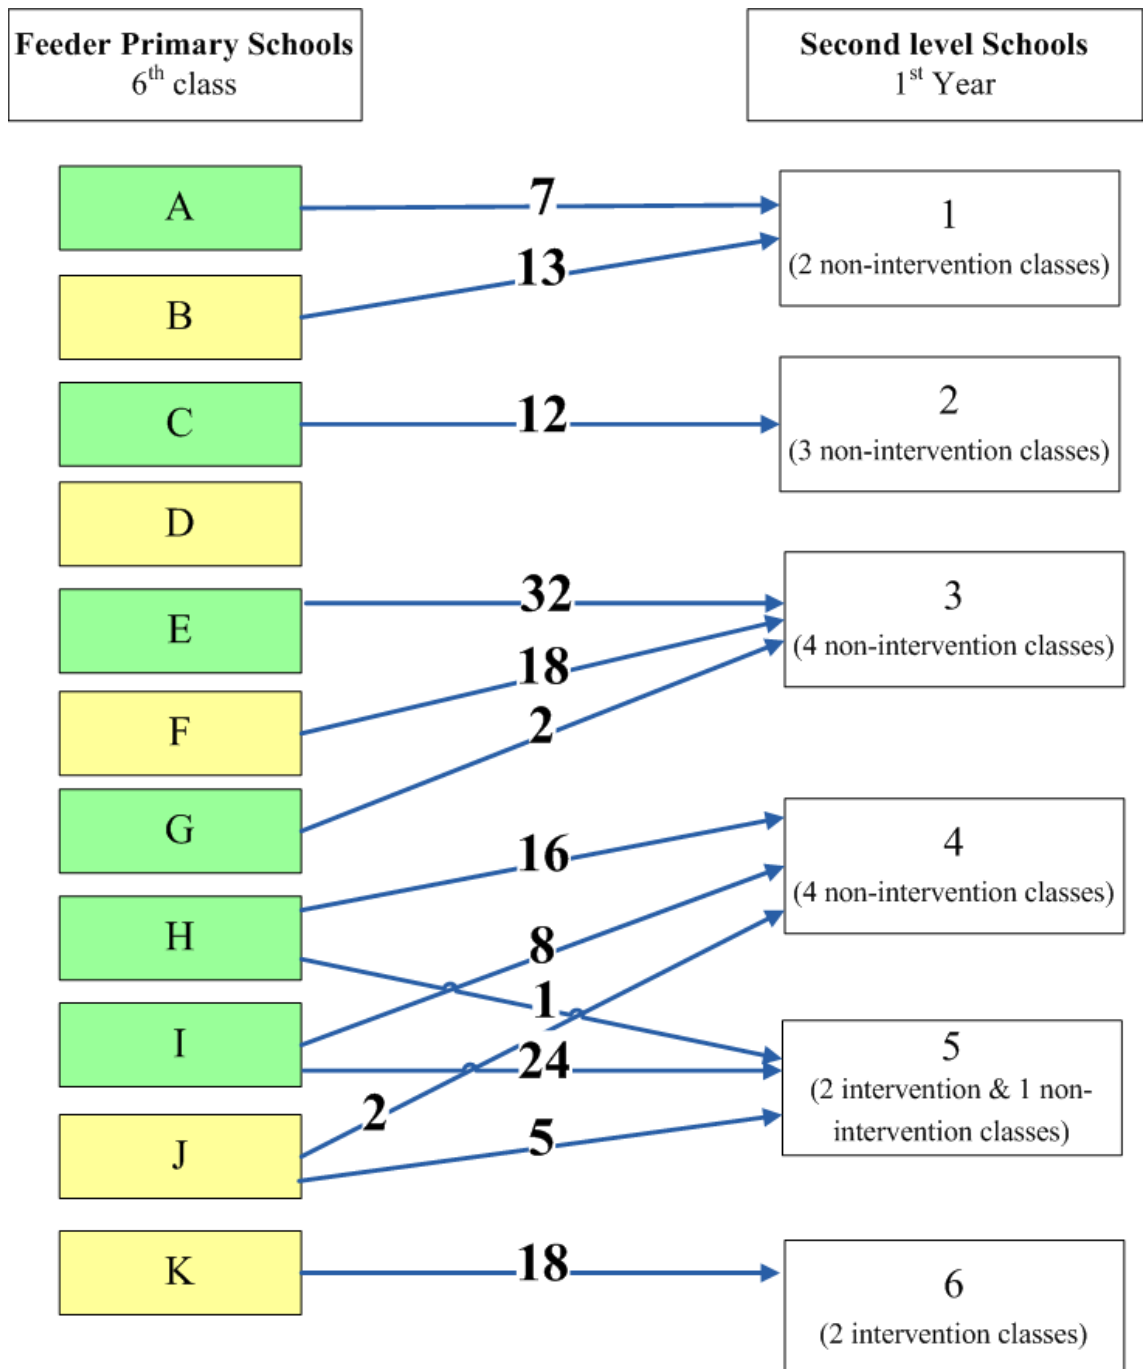 Feeder Primary Schools
6th class
Second level Schools
1st Year
A
7
1
(2 non-intervention classes)
B
13
C
12
2
(3 non-intervention classes)
D
E
32
3
(4 non-intervention classes)
F
18
G
2
H
16
4
(4 non-intervention classes)
I
8
1
24
5
(2 intervention & 1 non-
intervention classes)
J
2
5
K
18
6
(2 intervention classes)